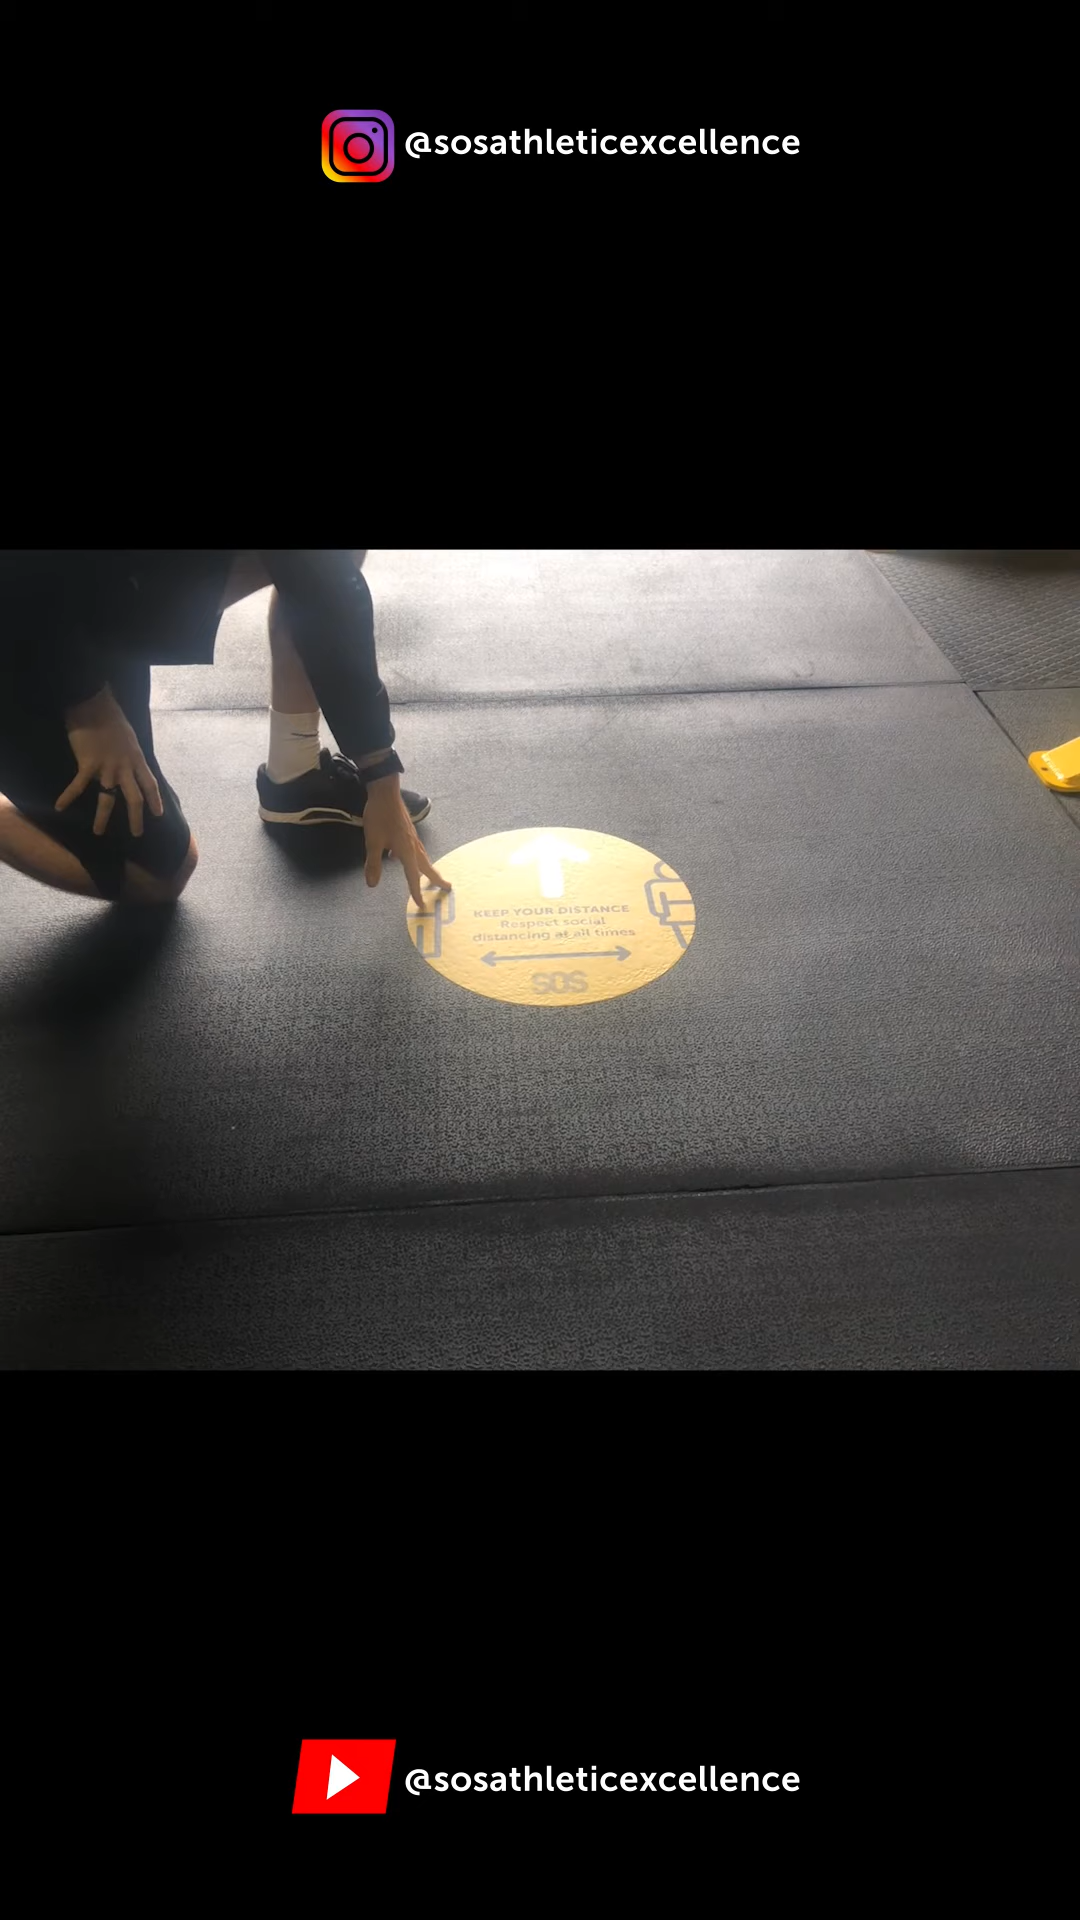 @sosathleticexcellence
KEEP YOUR DISTANCE
Respect social
distancing at all times
SOS
@sosathleticexcellence